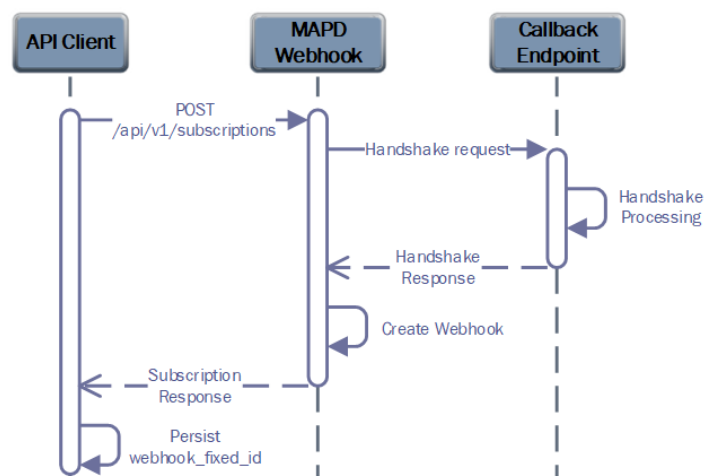 API Client
MAPD
Webhook
Callback
Endpoint
POST
/api/v1/subscriptions
Handshake request
Handshake
Processing
Handshake
Response
Create Webhook
Subscription
Response
Persist
webhook_fixed_id